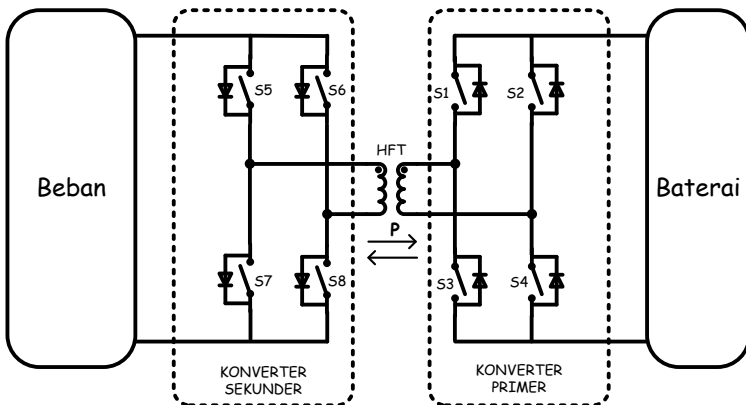 S5
S6
S1
S2
HFT
Beban
Baterai
P
S7
S8
S3
S4
KONVERTER
SEKUNDER
KONVERTER
PRIMER